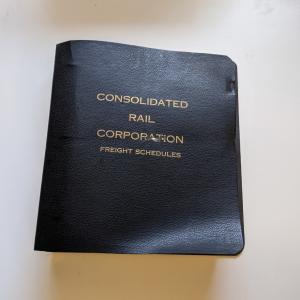 CONSOLIDATED
RAIL
CORPORATION
FREIGHT SCHEDULES